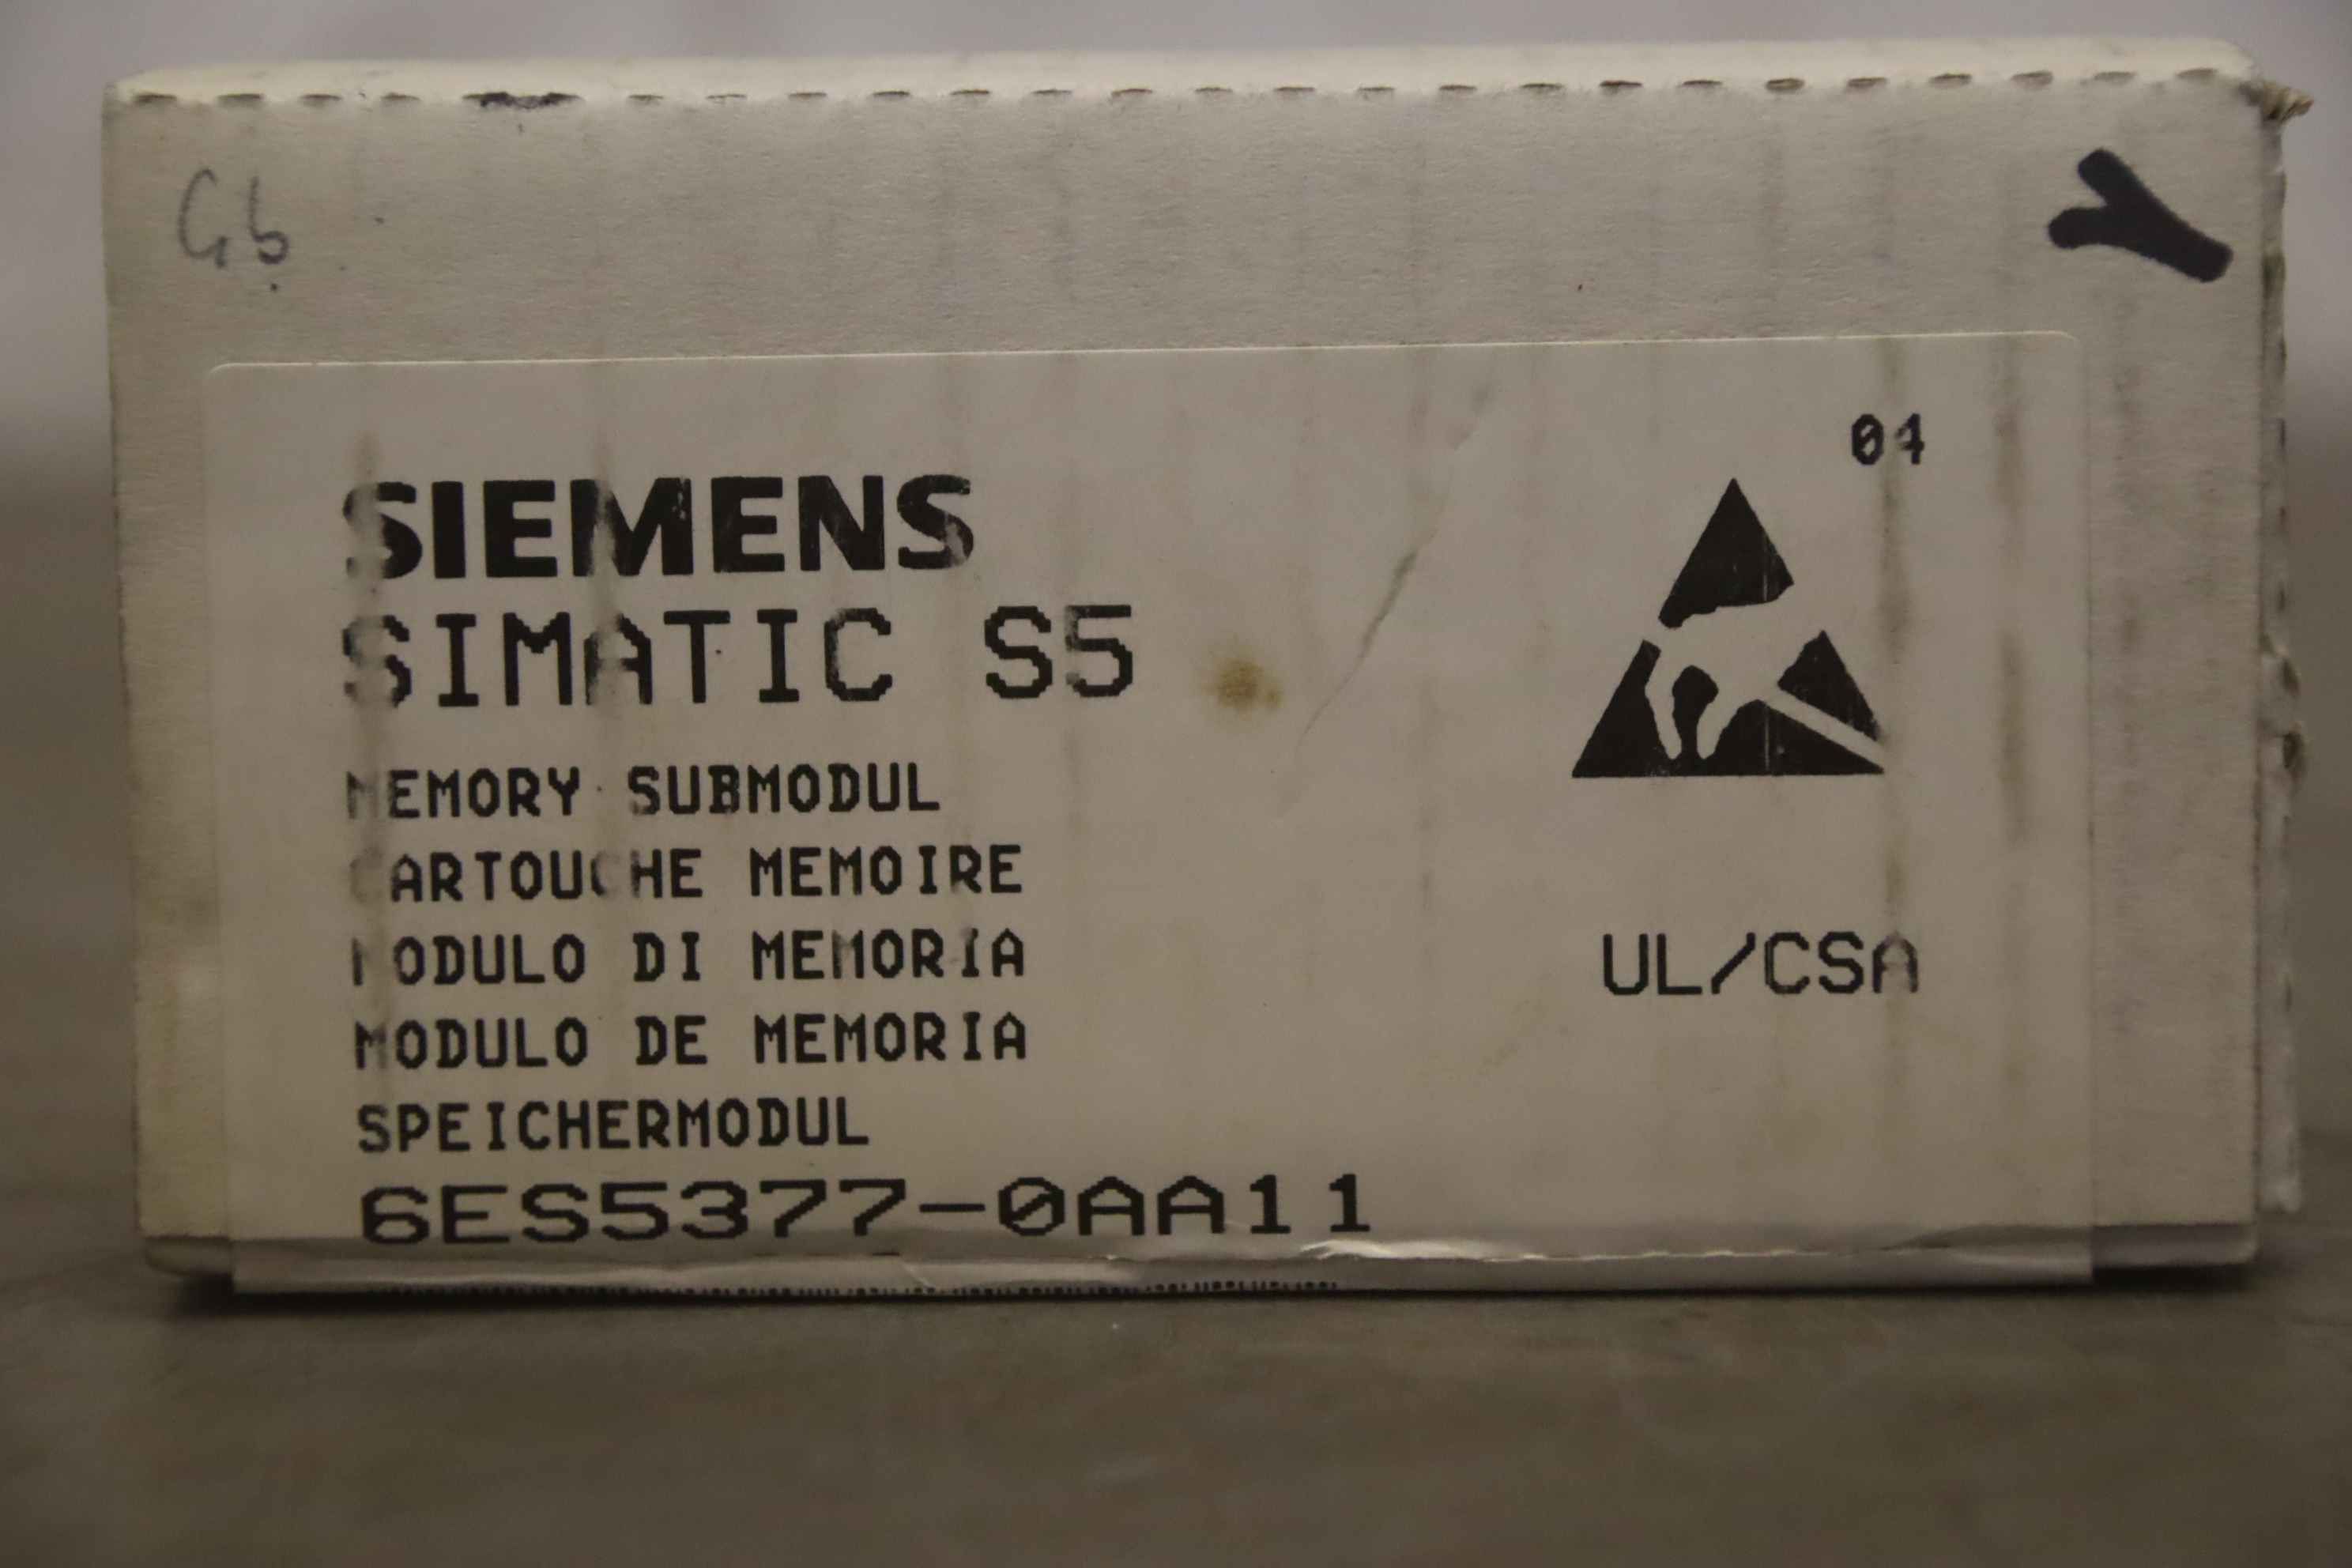 Gb
04
SIEMENS
SIMATIC S5
MEMORY SUBMODUL
CARTOUCHE MEMOIRE
MODULO DI MEMORIA
MODULO DE MEMORIA
SPEICHERMODUL
UL/CSA
6ES5377-0AA11